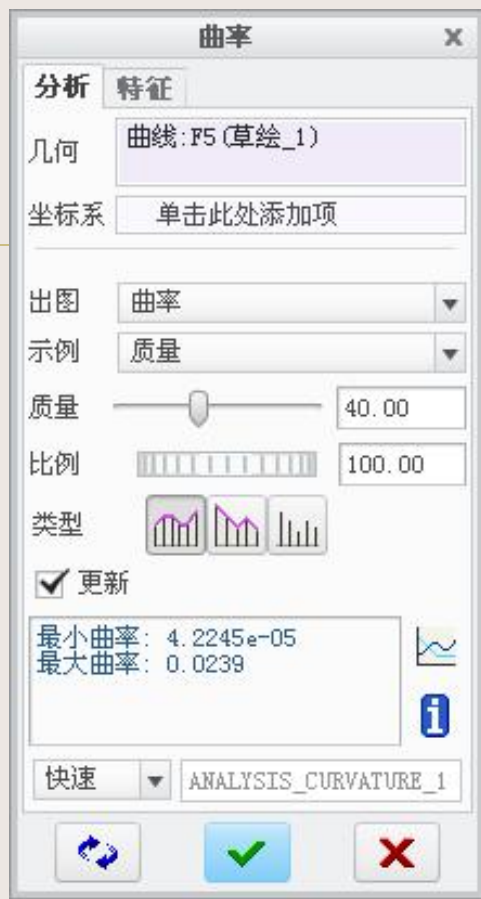 曲率
分析 特征
几何 曲线:F5(草绘_1)
坐标系 单击此处添加项
出图 曲率
示例 质量
质量 40.00
比例 100.00
类型
更新
最小曲率: 4.2245e-05
最大曲率: 0.0239
快速 ANALYSIS_CURVATURE_1